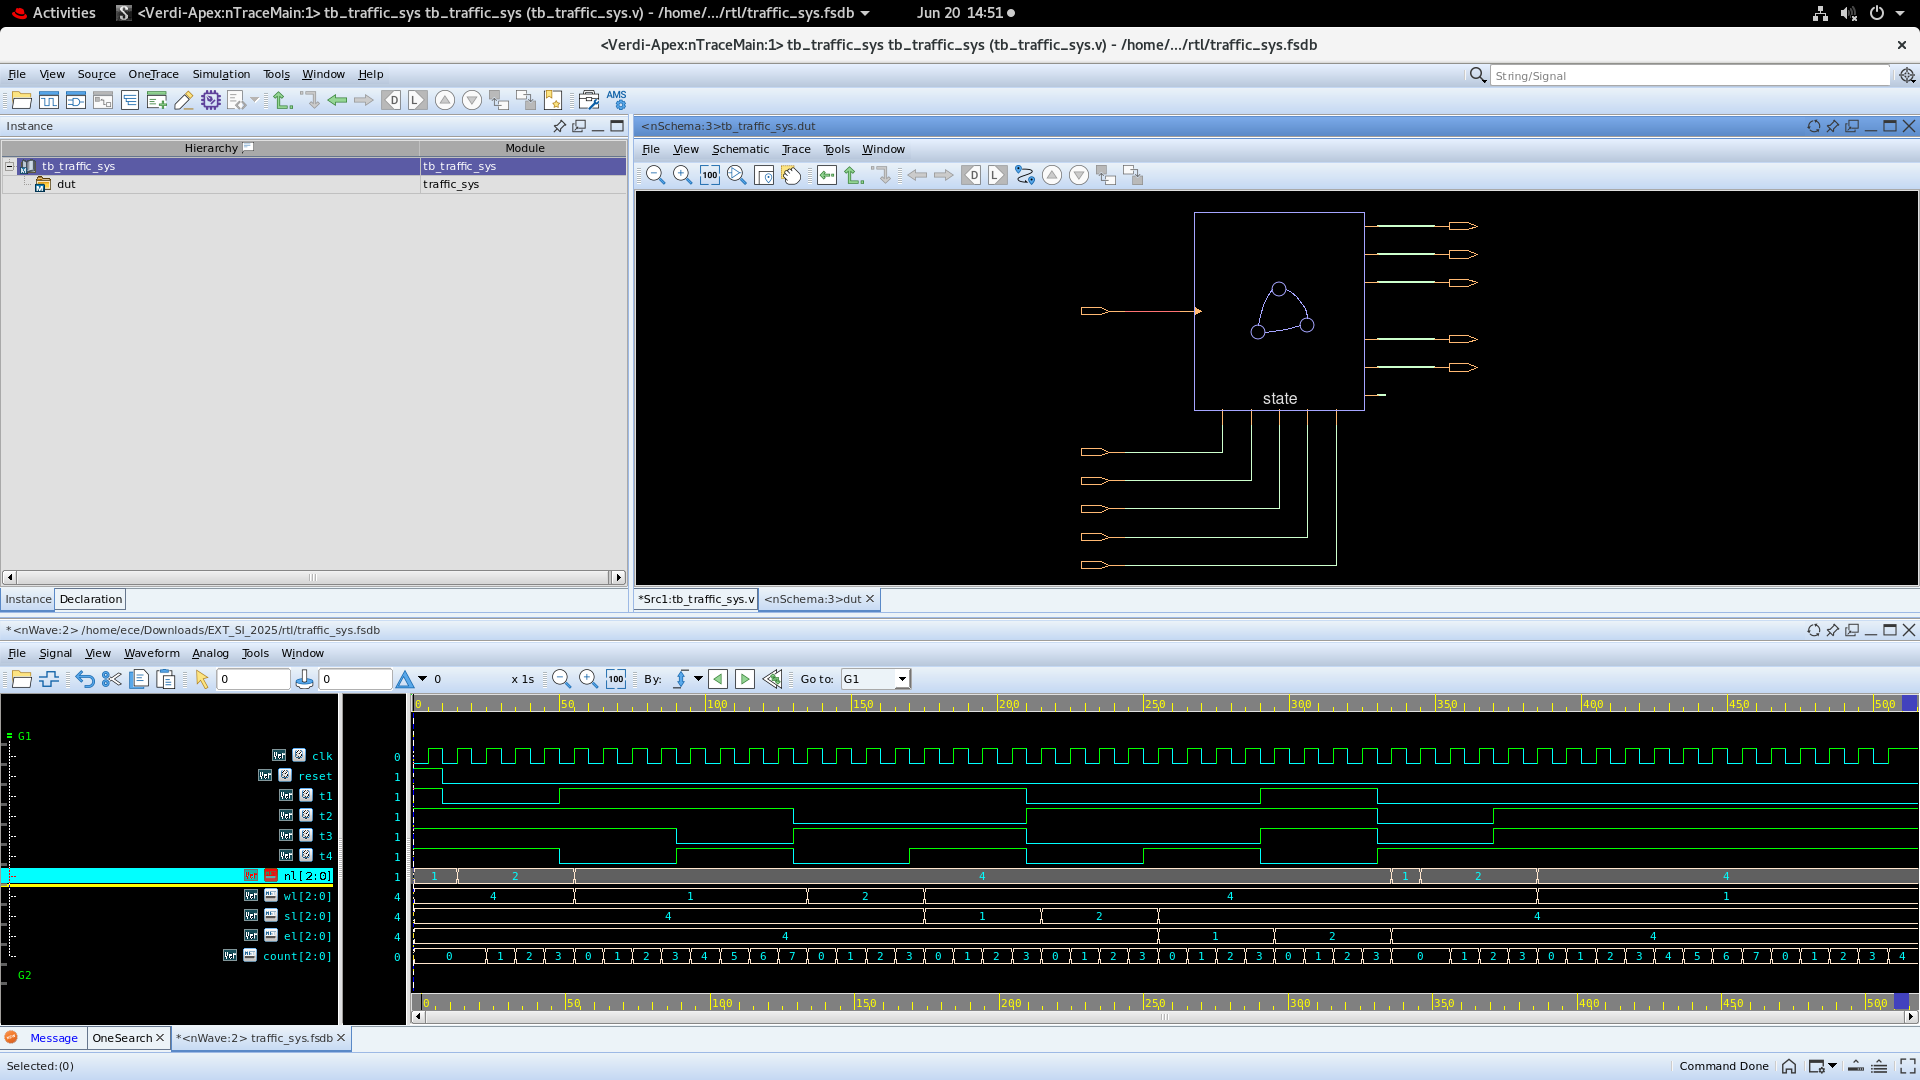 Activities <Verdi-Apex:nTraceMain:1> tb_traffic_sys tb_traffic_sys (tb_traffic_sys.v) - /home/.../rtl/traffic_sys.fsdb Jun 20 14:51
<Verdi-Apex:nTraceMain:1> tb_traffic_sys tb_traffic_sys (tb_traffic_sys.v) - /home/.../rtl/traffic_sys.fsdb
File View Source OneTrace Simulation Tools Window Help String/Signal
D L AMS
Instance
Hierarchy Module
tb_traffic_sys tb_traffic_sys
dut traffic_sys
Instance Declaration
<nSchema:3>tb_traffic_sys.dut
File View Schematic Trace Tools Window
100 D L
state
*Src1:tb_traffic_sys.v <nSchema:3>dut
*<nWave:2> /home/ece/Downloads/EXT_SI_2025/rtl/traffic_sys.fsdb
File Signal View Waveform Analog Tools Window
0 0 0 x 1s 100 By: Go to: G1
0 50 100 150 200 250 300 350 400 450 500
G1
Ver clk 0
Ver reset 1
Ver t1 1
Ver t2 1
Ver t3 1
Ver t4 1
Ver nl[2:0] 1 1 2 4 1 2 4
Ver wl[2:0] 4 4 1 2 4 1
Ver sl[2:0] 4 4 1 2 4
Ver el[2:0] 4 4 1 2 4
Ver count[2:0] 0 0 1 2 3 0 1 2 3 4 5 6 7 0 1 2 3 0 1 2 3 0 1 2 3 0 1 2 3 0 1 2 3 0 1 2 3 0 1 2 3 4 5 6 7 0 1 2 3 4
G2
0 50 100 150 200 250 300 350 400 450 500
Message OneSearch *<nWave:2> traffic_sys.fsdb
Selected:(0) Command Done